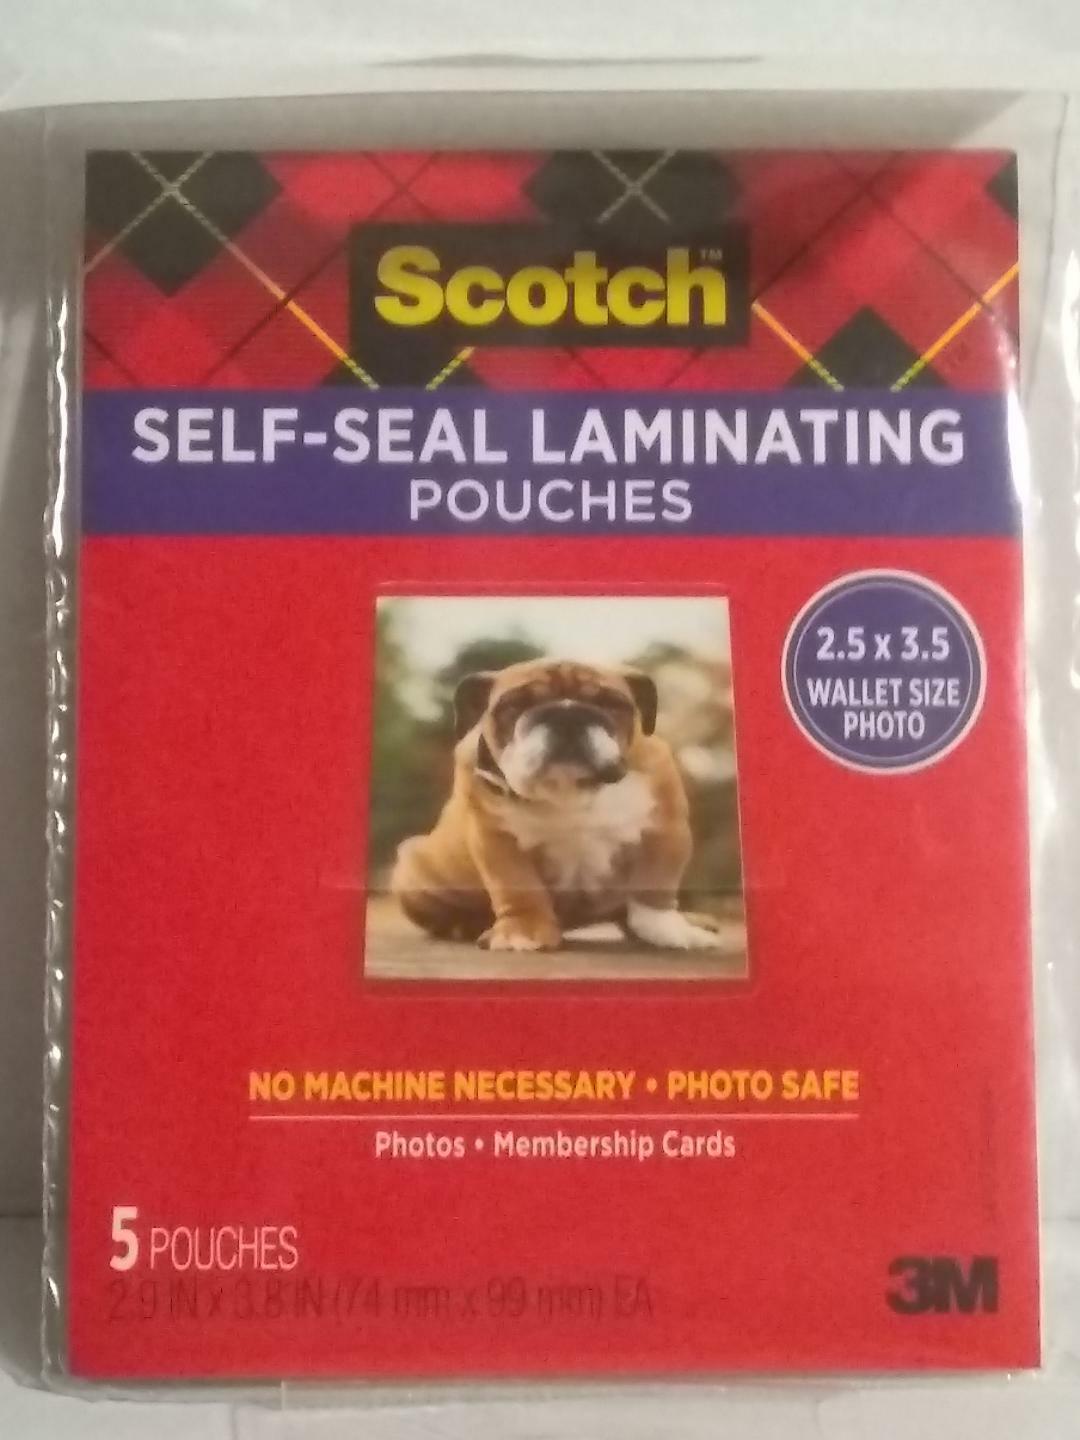 Scotch™
SELF-SEAL LAMINATING
POUCHES
2.5 x 3.5
WALLET SIZE
PHOTO
NO MACHINE NECESSARY • PHOTO SAFE
Photos • Membership Cards
5 POUCHES
2.9 IN x 3.8 IN (74 mm x 99 mm) EA
3M